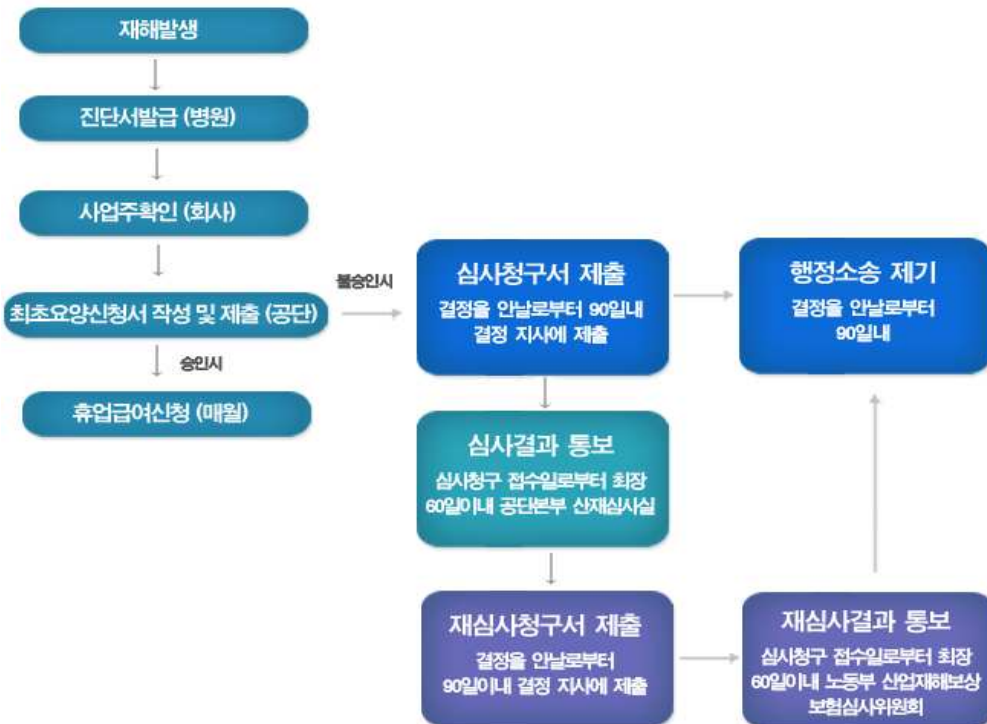 재해발생
진단서발급 (병원)
사업주확인 (회사)
최초요양신청서 작성 및 제출 (공단)
불승인시
승인시
휴업급여신청 (매월)
심사청구서 제출
결정을 안날로부터 90일내
결정 지사에 제출
행정소송 제기
결정을 안날로부터
90일내
심사결과 통보
심사청구 접수일로부터 최장
60일이내 공단본부 산재심사실
재심사청구서 제출
결정을 안날로부터
90일이내 결정 지사에 제출
재심사결과 통보
심사청구 접수일로부터 최장
60일이내 노동부 산업재해보상
보험심사위원회